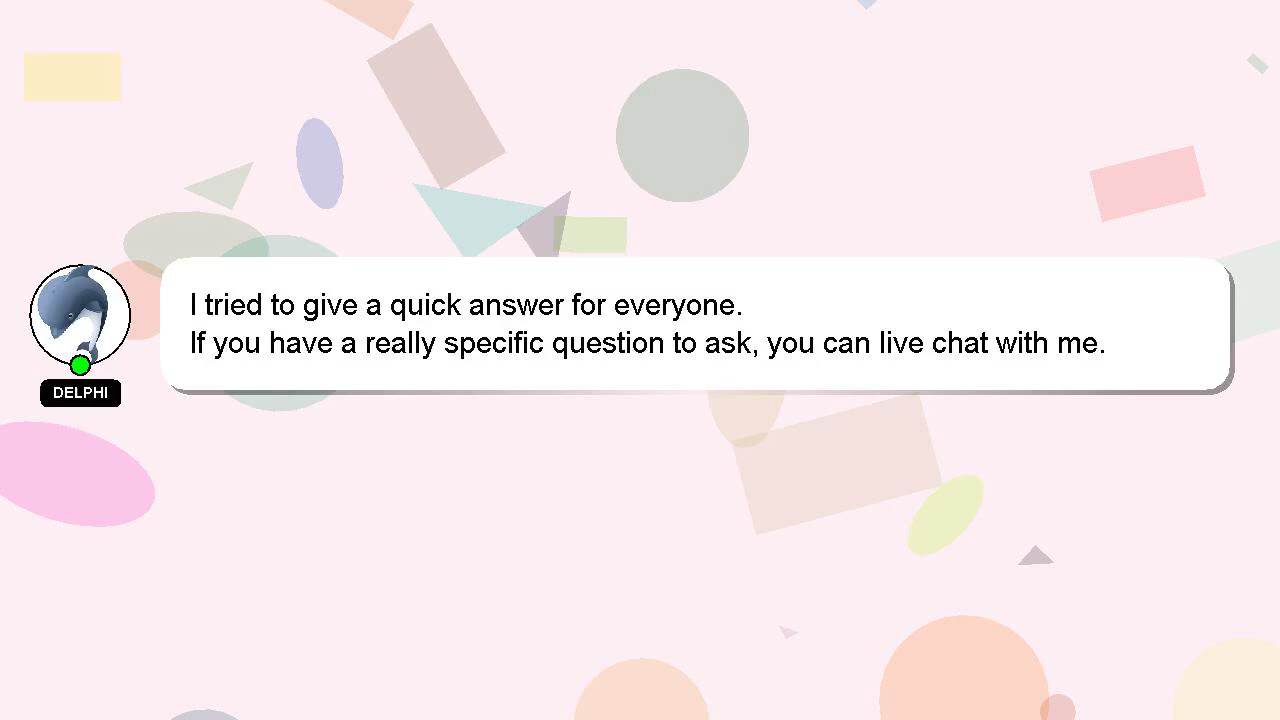 I tried to give a quick answer for everyone.
If you have a really specific question to ask, you can live chat with me.
DELPHI